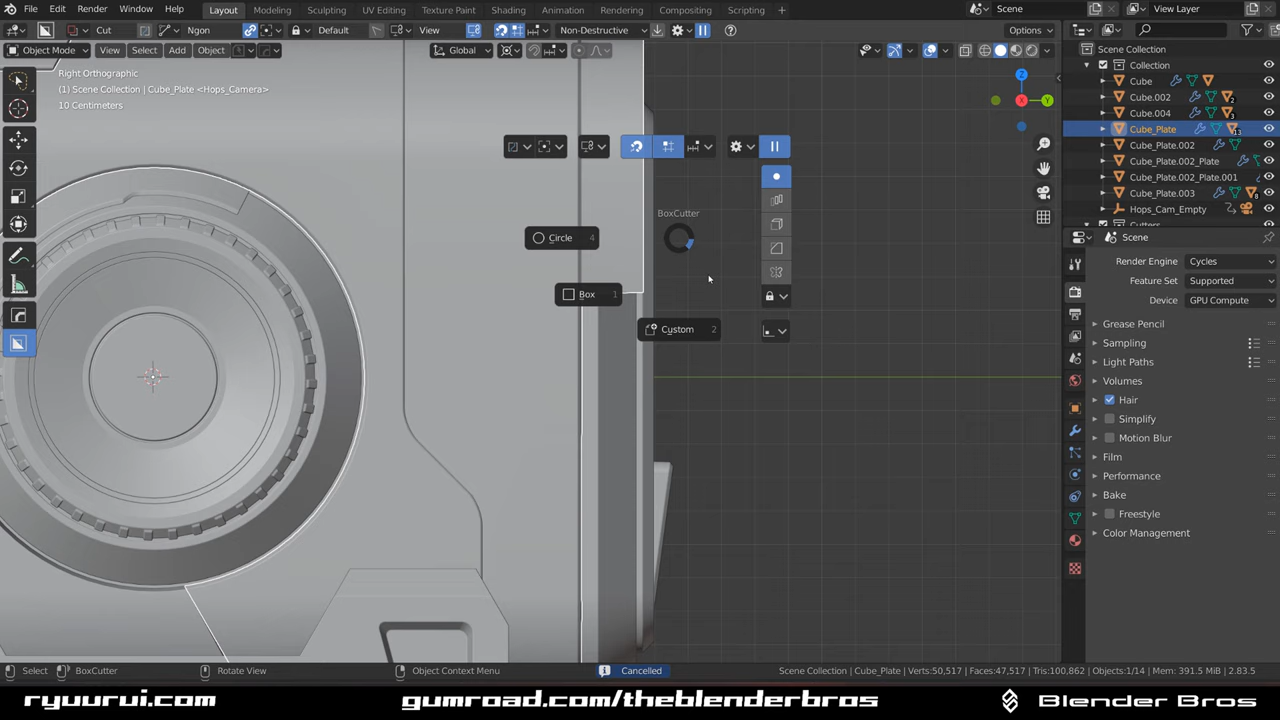 File Edit Render Window Help Layout Modeling Sculpting UV Editing Texture Paint Shading Animation Rendering Compositing Scripting + Scene View Layer
Cut Ngon Default View Non-Destructive Options
Object Mode View Select Add Object Global
Right Orthographic
(1) Scene Collection | Cube_Plate <Hops_Camera>
10 Centimeters
BoxCutter
Circle 4
Box 1
Custom 2
Scene Collection
Collection
Cube
Cube.002 2
Cube.004 3
Cube_Plate 13
Cube_Plate.002
Cube_Plate.002_Plate
Cube_Plate.002_Plate.001
Cube_Plate.003 8
Hops_Cam_Empty
Cutters
Scene
Render Engine Cycles
Feature Set Supported
Device GPU Compute
Grease Pencil
Sampling
Light Paths
Volumes
Hair
Simplify
Motion Blur
Film
Performance
Bake
Freestyle
Color Management
Select BoxCutter Rotate View Object Context Menu Cancelled Scene Collection | Cube_Plate | Verts:50,517 | Faces:47,517 | Tris:100,862 | Objects:1/14 | Mem: 391.5 MiB | 2.83.5
ryuurui.com gumroad.com/theblenderbros Blender Bros